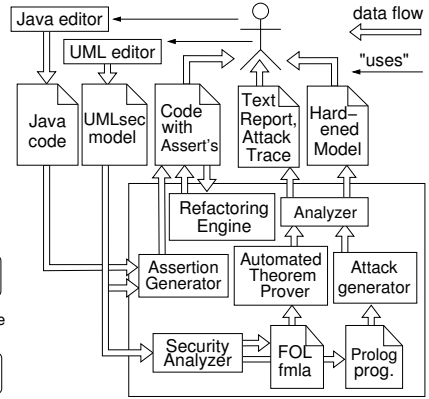 Java editor
data flow
UML editor
"uses"
Java
code
UMLsec
model
Code
with
Assert's
Text
Report,
Attack
Trace
Hard–
ened
Model
Refactoring
Engine
Analyzer
Assertion
Generator
Automated
Theorem
Prover
Attack
generator
e
Security
Analyzer
FOL
fmla
Prolog
prog.